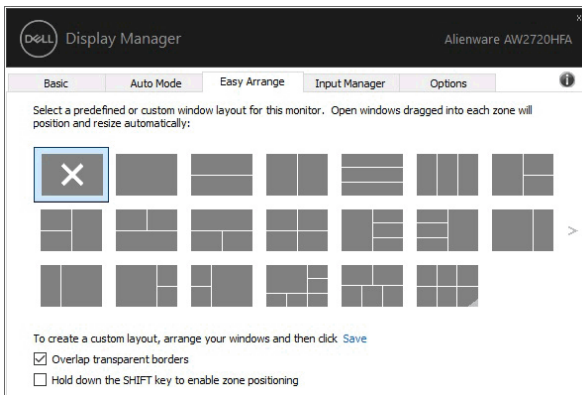 DELL Display Manager
Alienware AW2720HFA
Basic Auto Mode Easy Arrange Input Manager Options
Select a predefined or custom window layout for this monitor. Open windows dragged into each zone will
position and resize automatically:
To create a custom layout, arrange your windows and then click Save
Overlap transparent borders
Hold down the SHIFT key to enable zone positioning